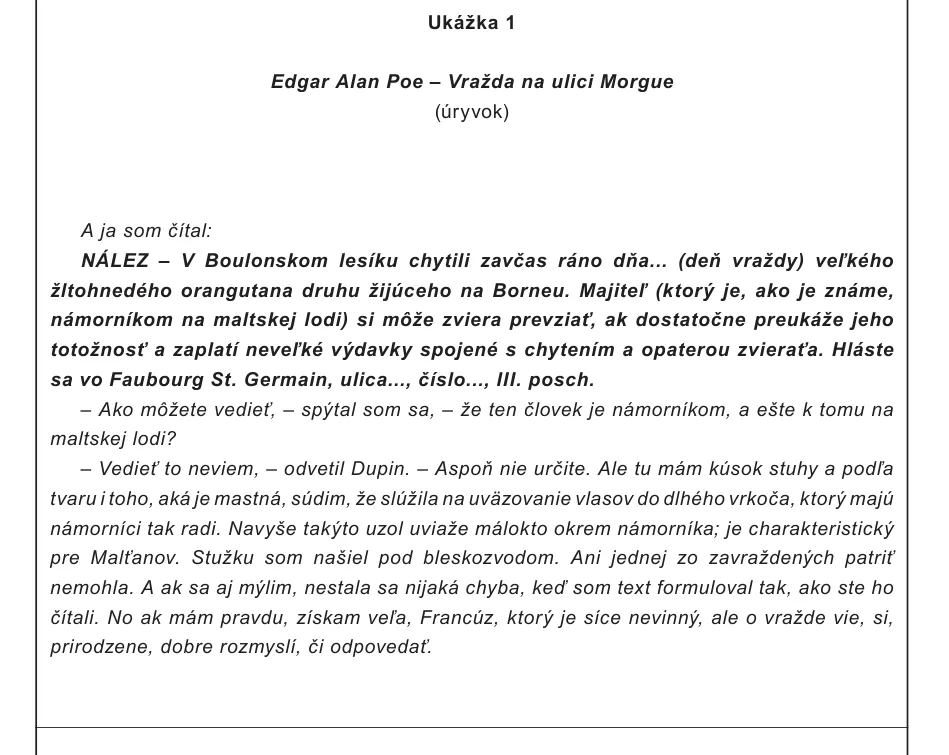 Ukážka 1
Edgar Alan Poe – Vražda na ulici Morgue
(úryvok)
A ja som čítal:
NÁLEZ – V Boulonskom lesíku chytili zavčas ráno dňa... (deň vraždy) veľkého
žltohnedého orangutana druhu žijúceho na Borneu. Majiteľ (ktorý je, ako je známe,
námorníkom na maltskej lodi) si môže zviera prevziať, ak dostatočne preukáže jeho
totožnosť a zaplatí neveľké výdavky spojené s chytením a opaterou zvieraťa. Hláste
sa vo Faubourg St. Germain, ulica..., číslo..., III. posch.
– Ako môžete vedieť, – spýtal som sa, – že ten človek je námorníkom, a ešte k tomu na
maltskej lodi?
– Vedieť to neviem, – odvetil Dupin. – Aspoň nie určite. Ale tu mám kúsok stuhy a podľa
tvaru i toho, aká je mastná, súdim, že slúžila na uväzovanie vlasov do dlhého vrkoča, ktorý majú
námorníci tak radi. Navyše takýto uzol uviaže málokto okrem námorníka; je charakteristický
pre Malťanov. Stužku som našiel pod bleskozvodom. Ani jednej zo zavraždených patriť
nemohla. A ak sa aj mýlim, nestala sa nijaká chyba, keď som text formuloval tak, ako ste ho
čítali. No ak mám pravdu, získam veľa, Francúz, ktorý je síce nevinný, ale o vražde vie, si,
prirodzene, dobre rozmyslí, či odpovedať.